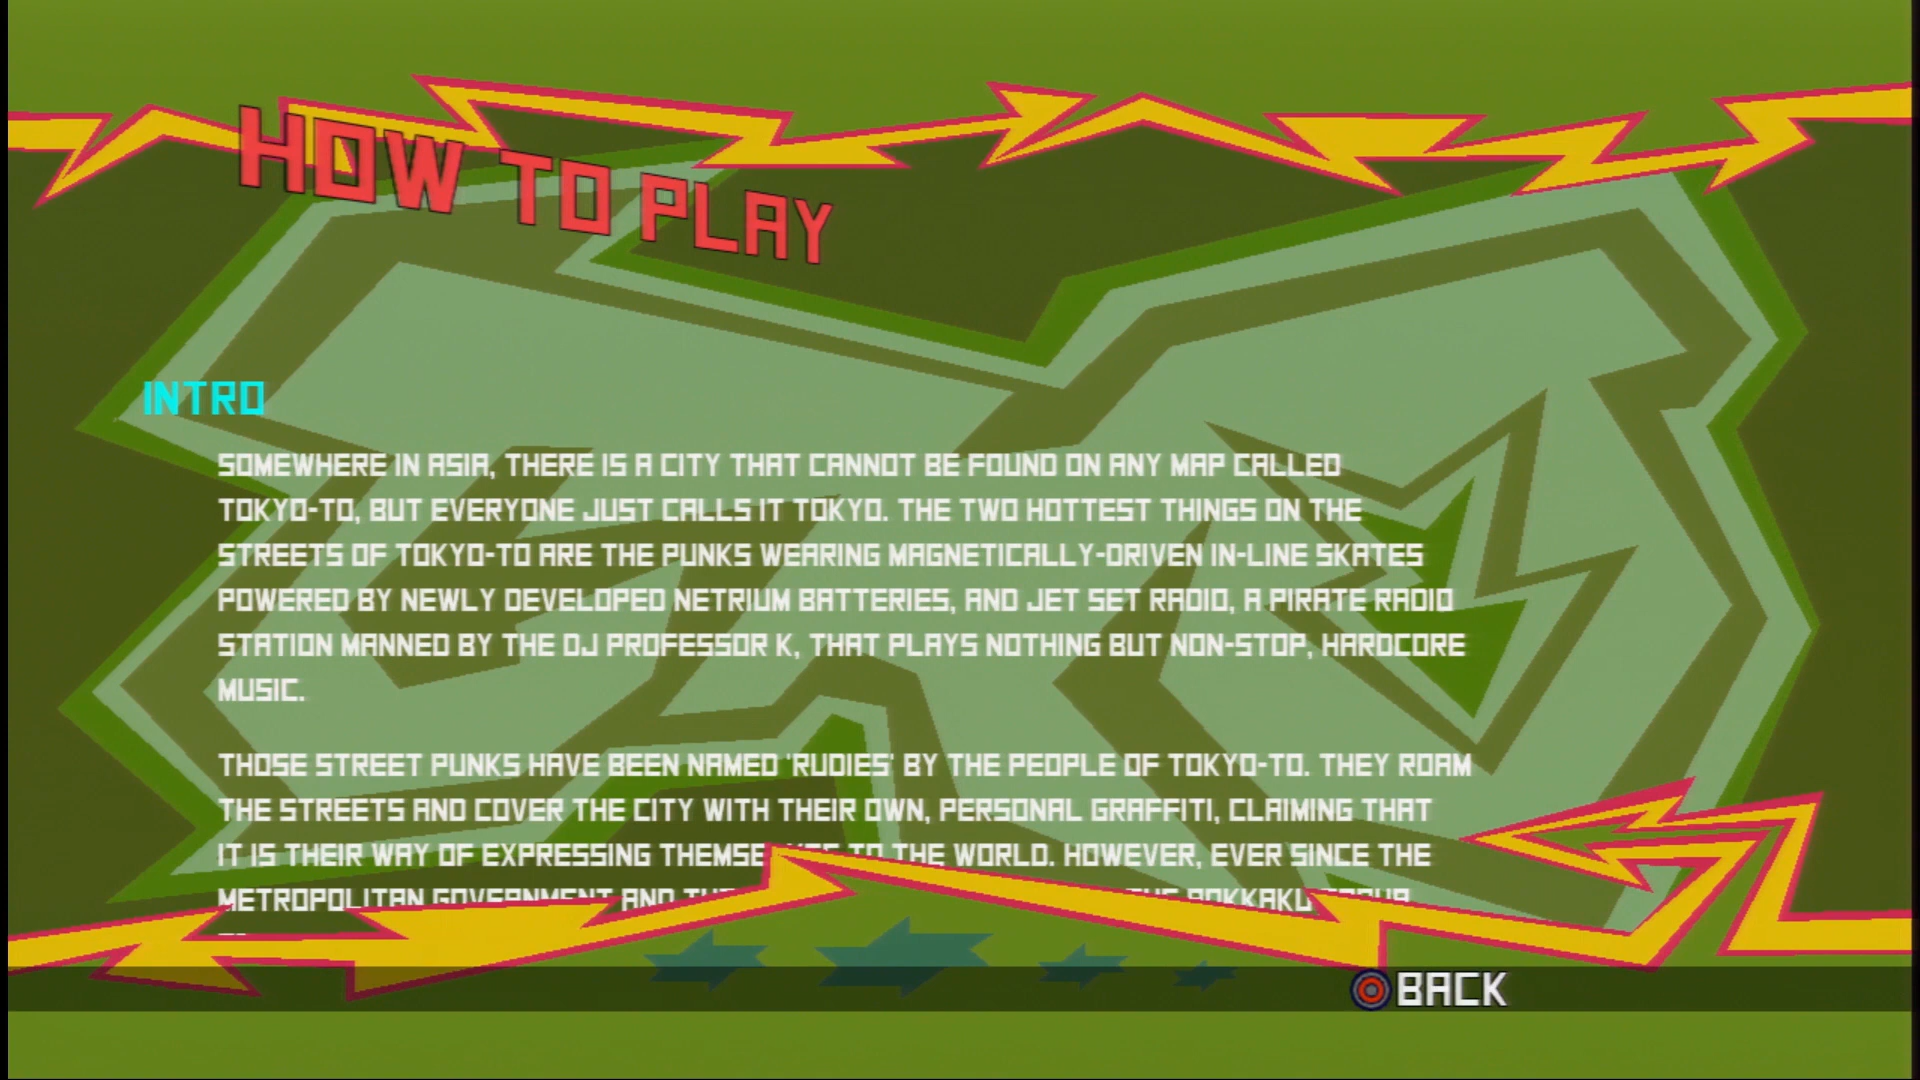 HOW TO PLAY
INTRO
SOMEWHERE IN ASIA, THERE IS A CITY THAT CANNOT BE FOUND ON ANY MAP CALLED
TOKYO-TO, BUT EVERYONE JUST CALLS IT TOKYO. THE TWO HOTTEST THINGS ON THE
STREETS OF TOKYO-TO ARE THE PUNKS WEARING MAGNETICALLY-DRIVEN IN-LINE SKATES
POWERED BY NEWLY DEVELOPED NETRIUM BATTERIES, AND JET SET RADIO, A PIRATE RADIO
STATION MANNED BY THE DJ PROFESSOR K, THAT PLAYS NOTHING BUT NON-STOP, HARDCORE
MUSIC.
THOSE STREET PUNKS HAVE BEEN NAMED 'RUDIES' BY THE PEOPLE OF TOKYO-TO. THEY ROAM
THE STREETS AND COVER THE CITY WITH THEIR OWN, PERSONAL GRAFFITI, CLAIMING THAT
IT IS THEIR WAY OF EXPRESSING TO THE WORLD. HOWEVER, EVER SINCE THE
METROPOLITAN GOVERNMENT AND THE ROKKAKU GROUP
BACK